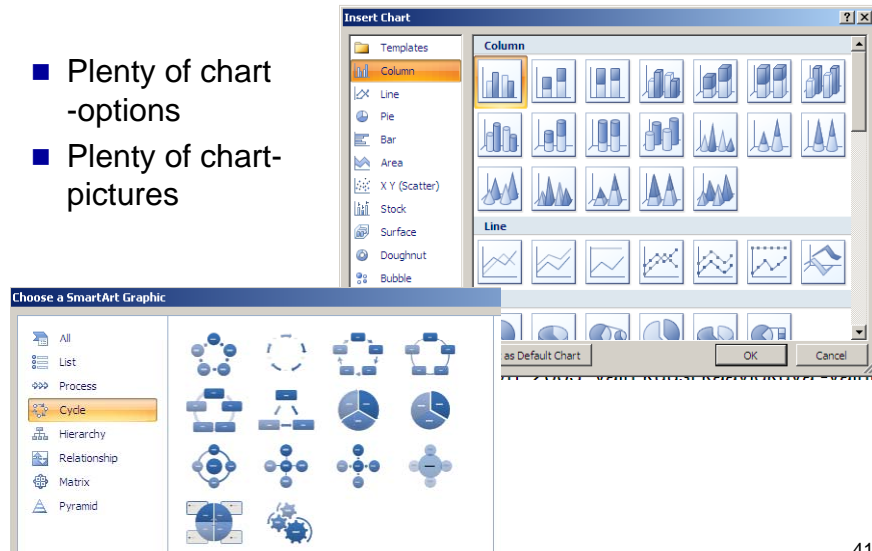 Plenty of chart
-options
Plenty of chart-
pictures
Insert Chart
Templates
Column
Line
Pie
Bar
Area
X Y (Scatter)
Stock
Surface
Doughnut
Bubble
Column
Line
as Default Chart
OK
Cancel
Choose a SmartArt Graphic
All
List
Process
Cycle
Hierarchy
Relationship
Matrix
Pyramid
41